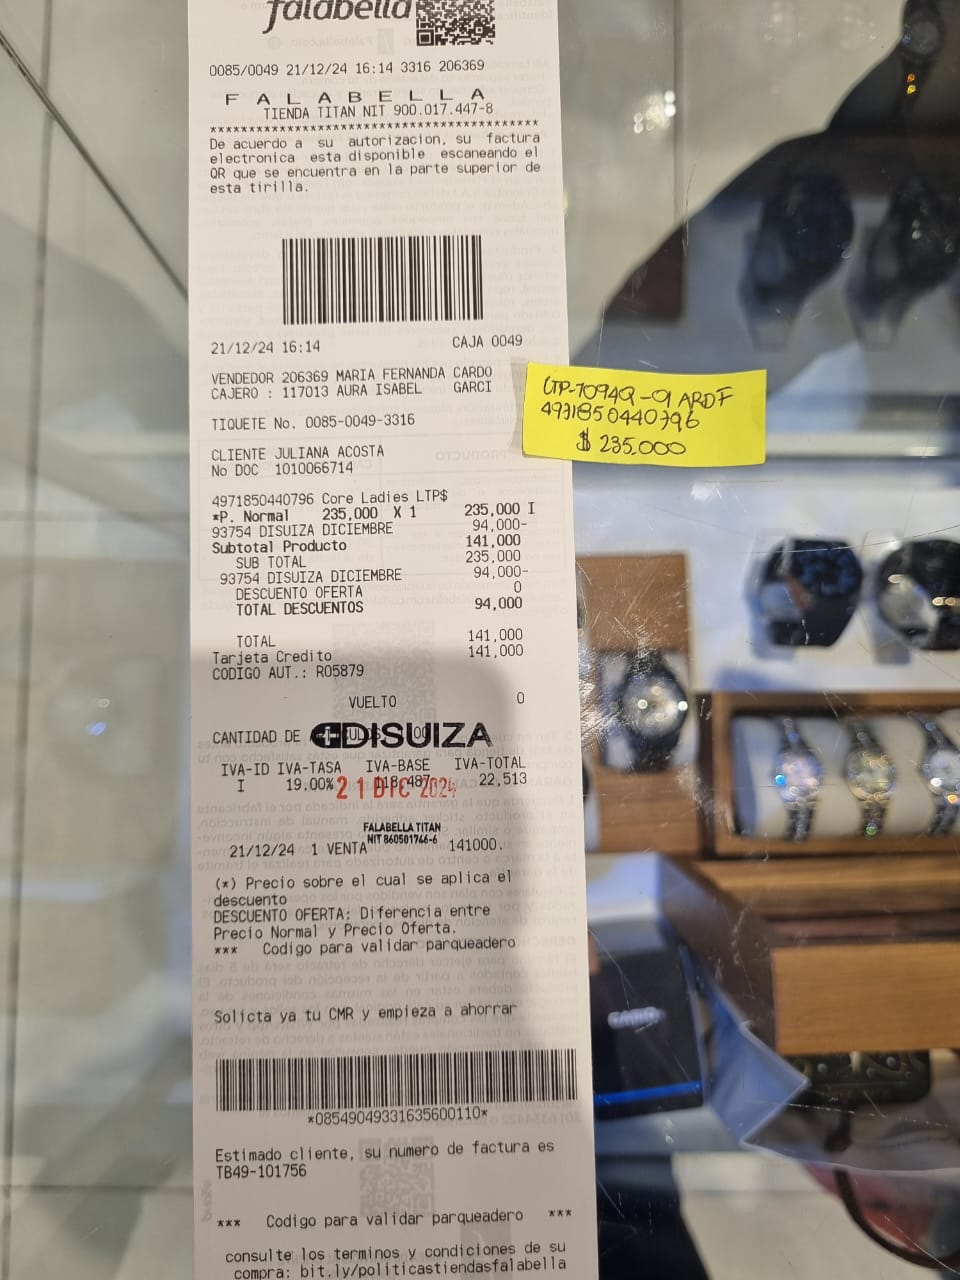 falabella
0085/0049 21/12/24 16:14 3316 206369
F A L A B E L L A
TIENDA TITAN NIT 900.017.447-8
******************************************
De acuerdo a su autorizacion, su factura
electronica esta disponible escaneando el
QR que se encuentra en la parte superior de
esta tirilla.
21/12/24 16:14 CAJA 0049
VENDEDOR 206369 MARIA FERNANDA CARDO
CAJERO : 117013 AURA ISABEL GARCI
TIQUETE No. 0085-0049-3316
CLIENTE JULIANA ACOSTA
No DOC 1010066714
4971850440796 Core Ladies LTP$
*P. Normal 235,000 X 1 235,000 I
93754 DISUIZA DICIEMBRE 94,000-
Subtotal Producto 141,000
SUB TOTAL 235,000
93754 DISUIZA DICIEMBRE 94,000-
DESCUENTO OFERTA 0
TOTAL DESCUENTOS 94,000
TOTAL 141,000
Tarjeta Credito 141,000
CODIGO AUT.: R05879
VUELTO 0
CANTIDAD DE
DISUIZA
IVA-ID IVA-TASA IVA-BASE IVA-TOTAL
I 19.00% 118,487 22,513
21 DIC 2024
FALABELLA TITAN
NIT 860501746-6
21/12/24 1 VENTA 141000.
(*) Precio sobre el cual se aplica el
descuento
DESCUENTO OFERTA: Diferencia entre
Precio Normal y Precio Oferta.
*** Codigo para validar parqueadero
Solicta ya tu CMR y empieza a ahorrar
*08549049331635600110*
Estimado cliente, su numero de factura es
TB49-101756
*** Codigo para validar parqueadero ***
consulte los terminos y condiciones de su
compra: bit.ly/politicastiendasfalabella
LTP-7094Q-9 ARDF
4971850440796
$ 235.000
CASIO